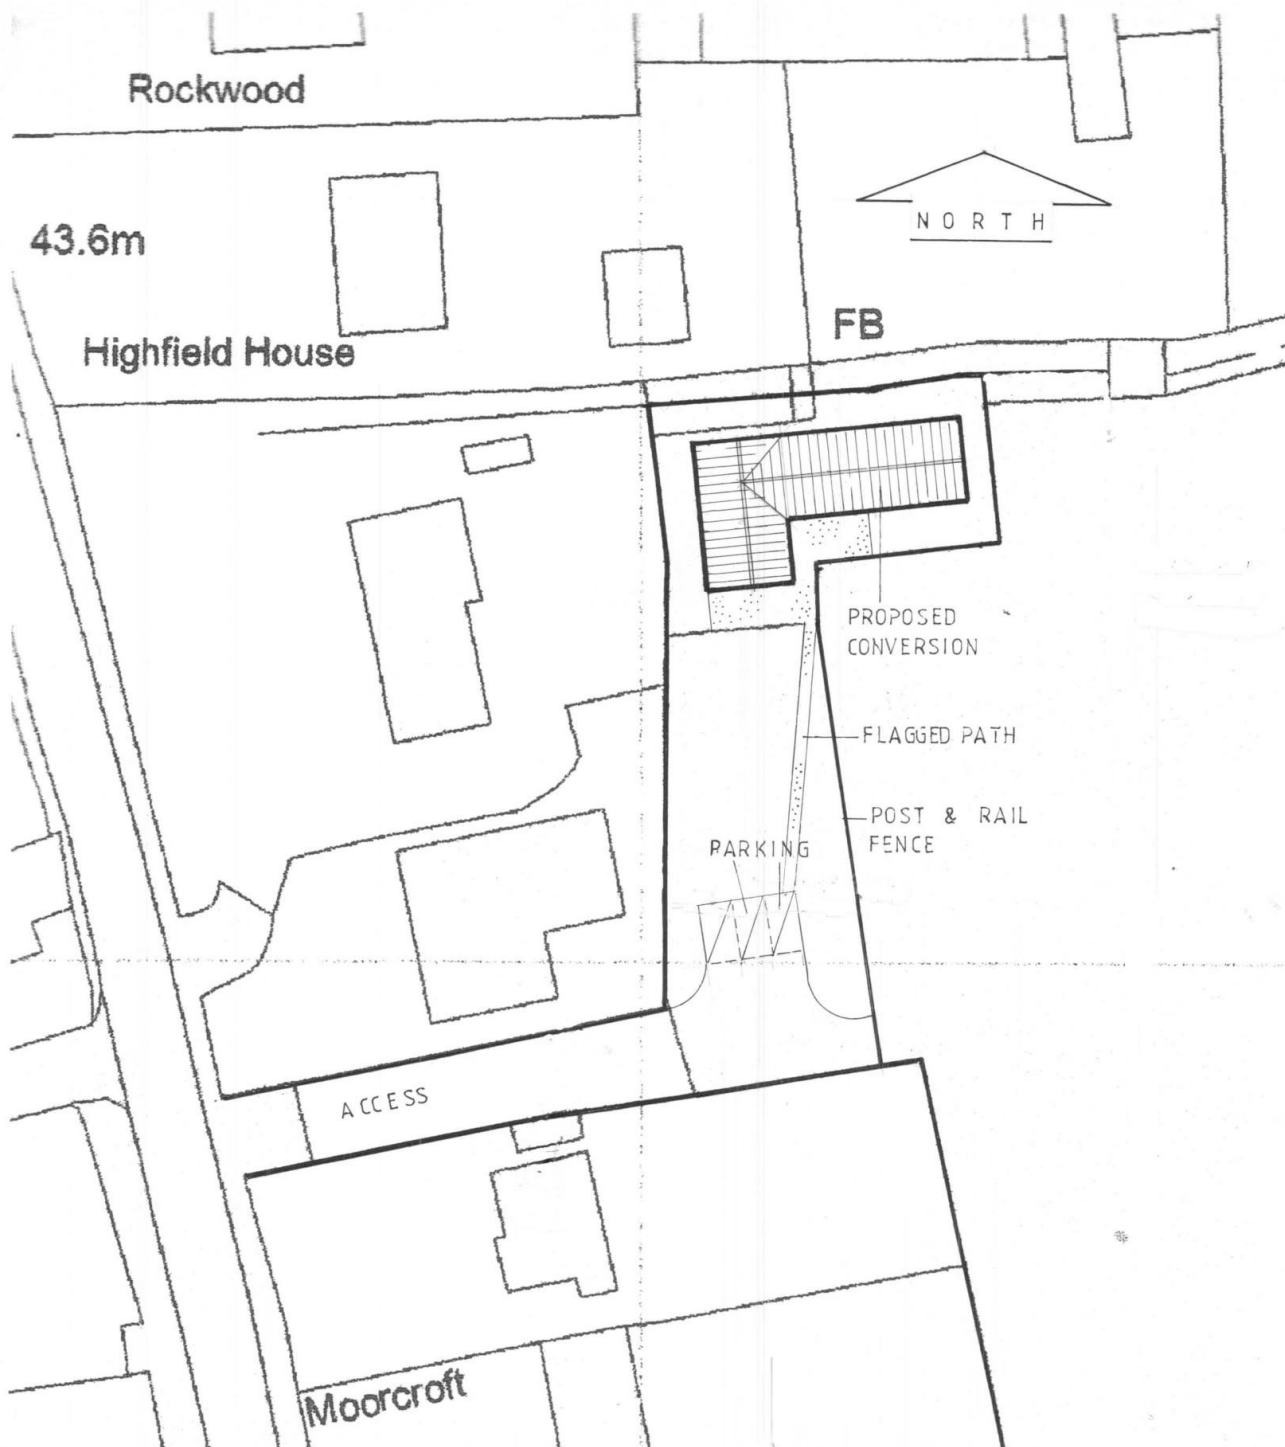 Rockwood
43.6m
NORTH
FB
Highfield House
PROPOSED
CONVERSION
FLAGGED PATH
POST & RAIL
FENCE
PARKING
ACCESS
Moorcroft